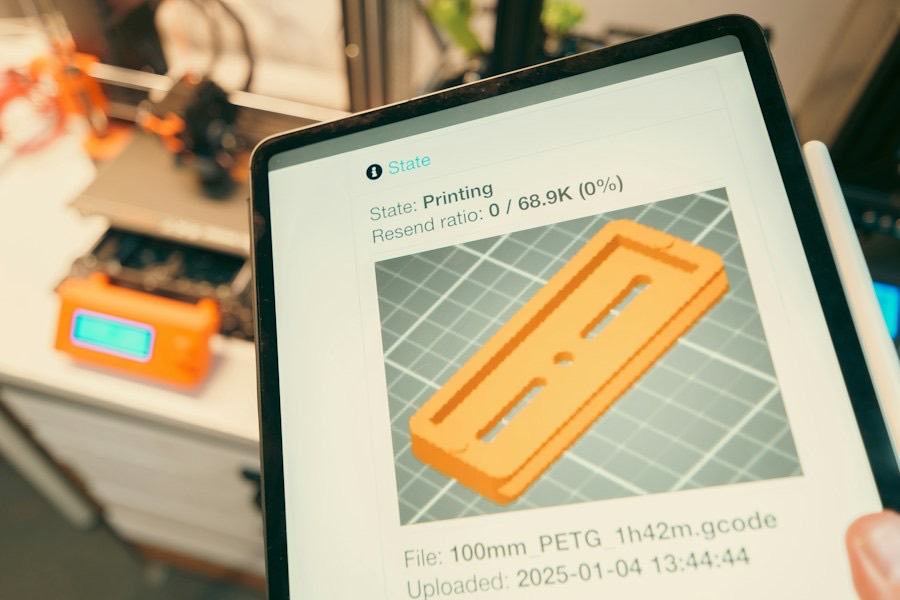 State
State: Printing
Resend ratio: 0 / 68.9K (0%)
File: 100mm_PETG_1h42m.gcode
Uploaded: 2025-01-04 13:44:44